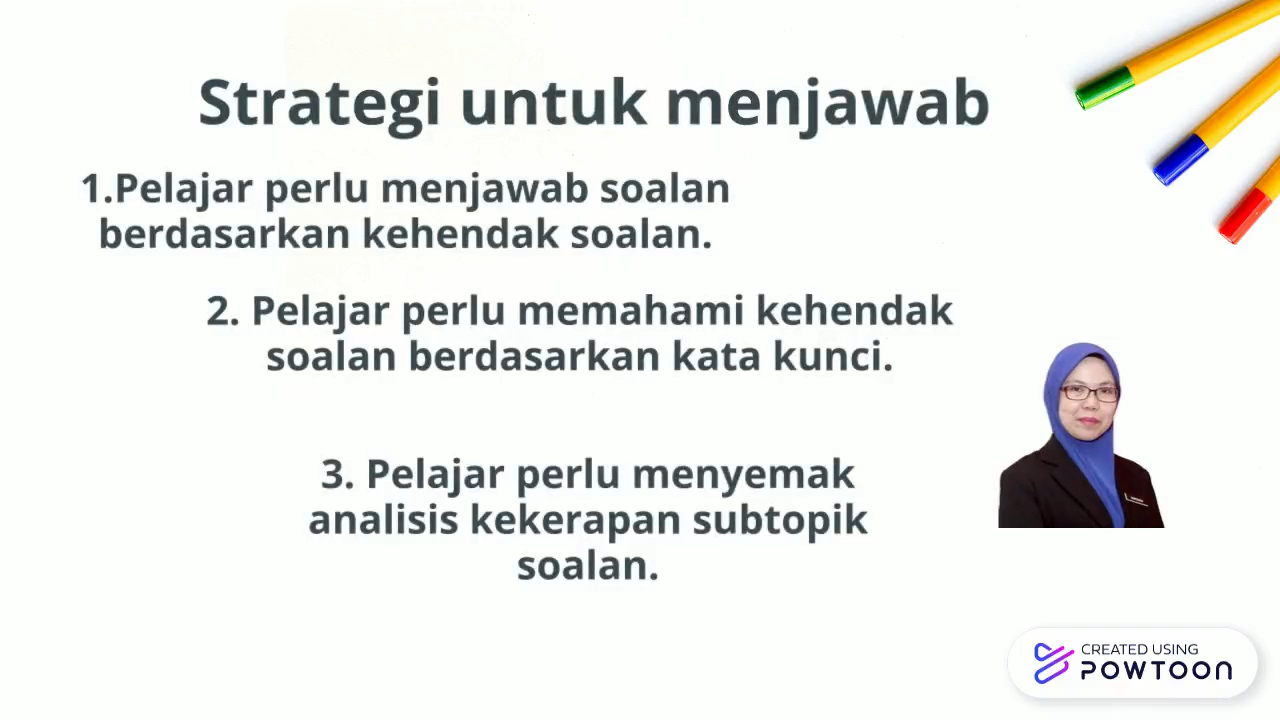 Strategi untuk menjawab
1.Pelajar perlu menjawab soalan
berdasarkan kehendak soalan.
2. Pelajar perlu memahami kehendak
soalan berdasarkan kata kunci.
3. Pelajar perlu menyemak
analisis kekerapan subtopik
soalan.
CREATED USING
POWTOON